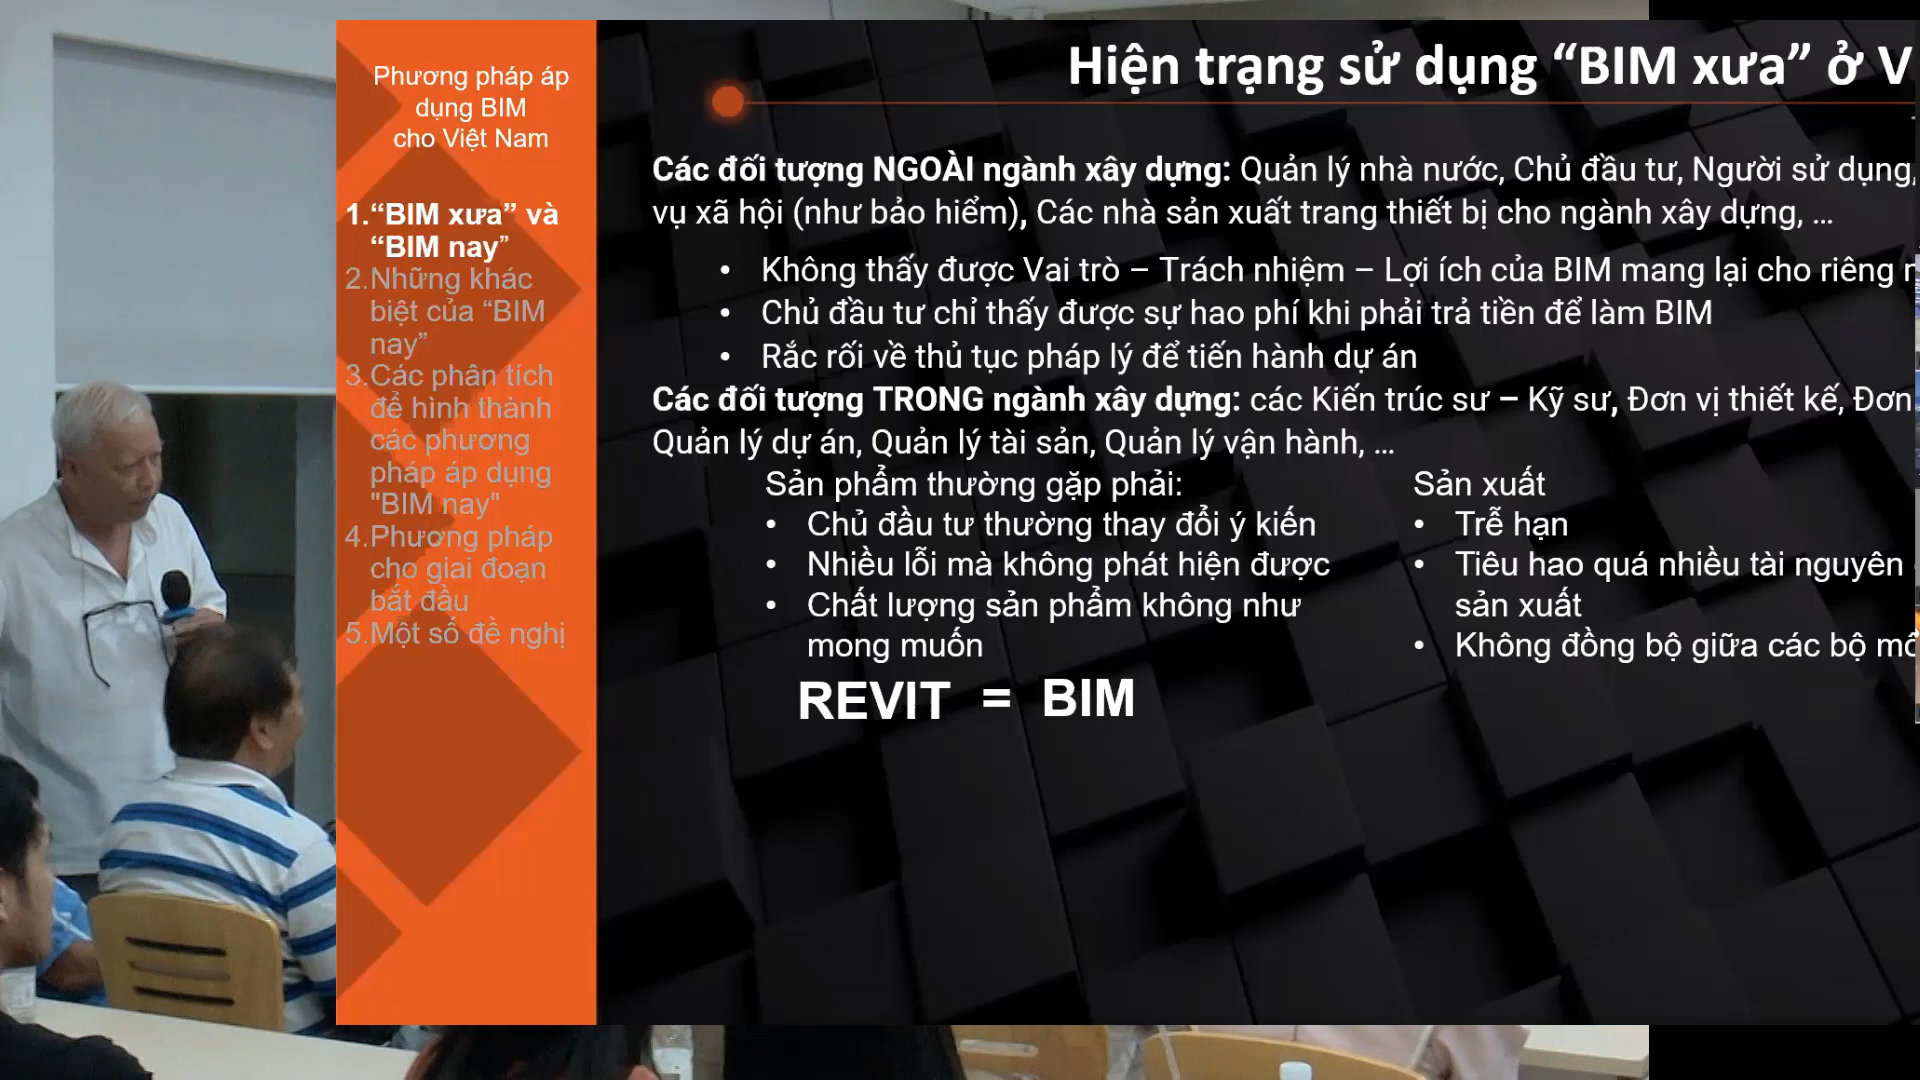 Phương pháp áp
dụng BIM
cho Việt Nam
1.“BIM xưa” và
“BIM nay”
2.Những khác
biệt của “BIM
nay”
3.Các phân tích
để hình thành
các phương
pháp áp dụng
"BIM nay"
4.Phương pháp
cho giai đoạn
bắt đầu
5.Một số đề nghị
Hiện trạng sử dụng “BIM xưa” ở V
Các đối tượng NGOÀI ngành xây dựng: Quản lý nhà nước, Chủ đầu tư, Người sử dụng,
vụ xã hội (như bảo hiểm), Các nhà sản xuất trang thiết bị cho ngành xây dựng, ...
• Không thấy được Vai trò – Trách nhiệm – Lợi ích của BIM mang lại cho riêng
• Chủ đầu tư chỉ thấy được sự hao phí khi phải trả tiền để làm BIM
• Rắc rối về thủ tục pháp lý để tiến hành dự án
Các đối tượng TRONG ngành xây dựng: các Kiến trúc sư – Kỹ sư, Đơn vị thiết kế, Đơn
Quản lý dự án, Quản lý tài sản, Quản lý vận hành, ...
Sản phẩm thường gặp phải:
• Chủ đầu tư thường thay đổi ý kiến
• Nhiều lỗi mà không phát hiện được
• Chất lượng sản phẩm không như
mong muốn
Sản xuất
• Trễ hạn
• Tiêu hao quá nhiều tài nguyên
sản xuất
• Không đồng bộ giữa các bộ
REVIT = BIM